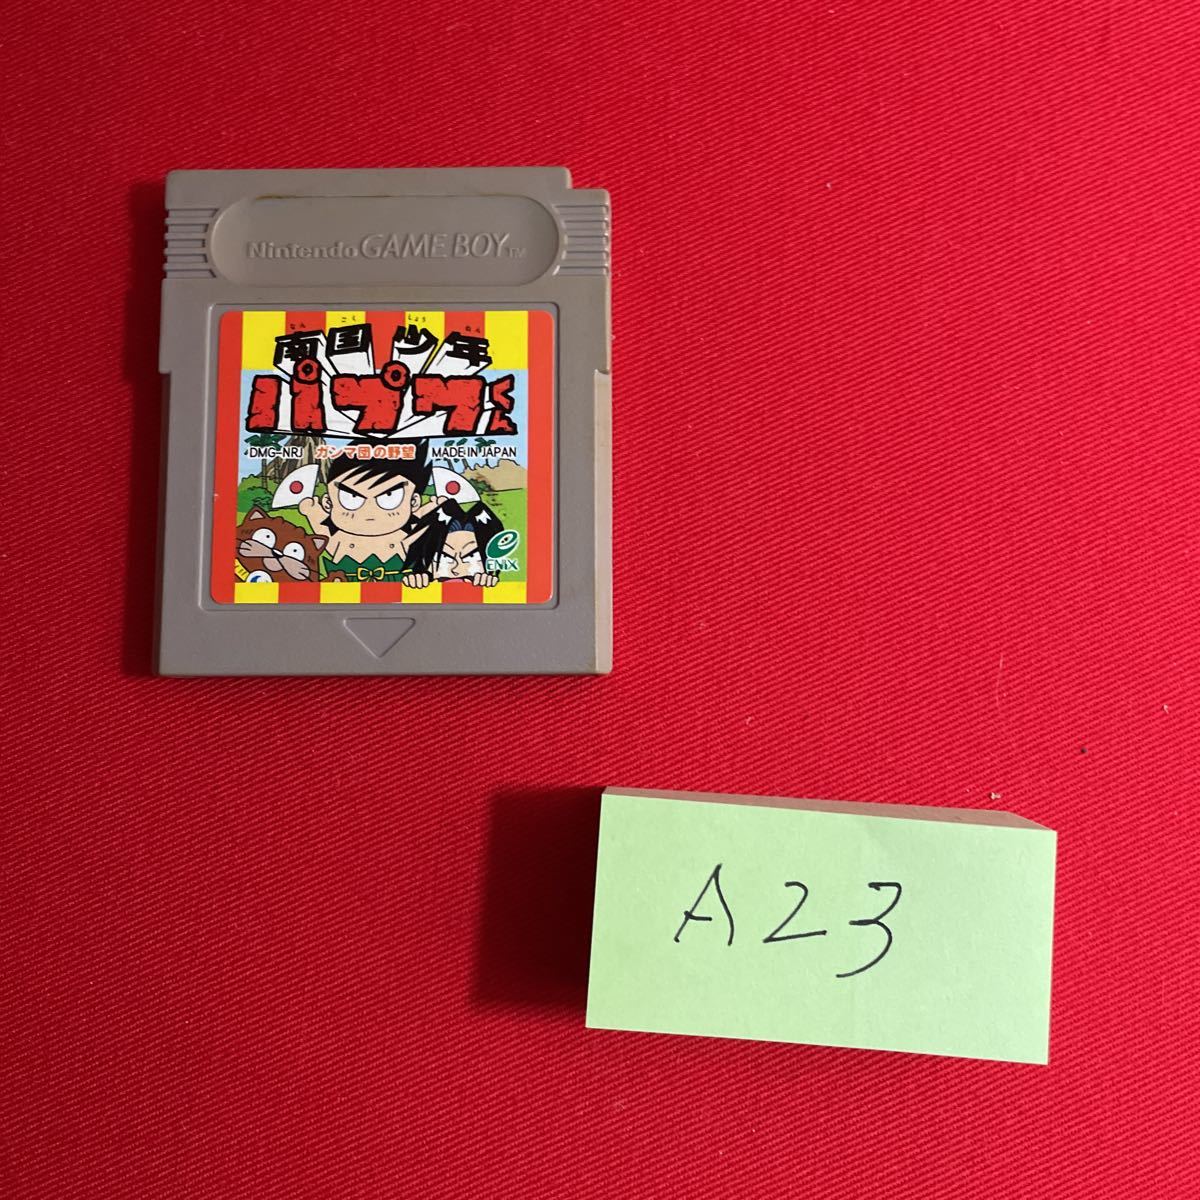 Nintendo GAME BOY TM
なん ごく しょう ねん
南国少年
パプワくん
DMG-NRJ ガンマ団の野望 MADE IN JAPAN
ENIX
A23